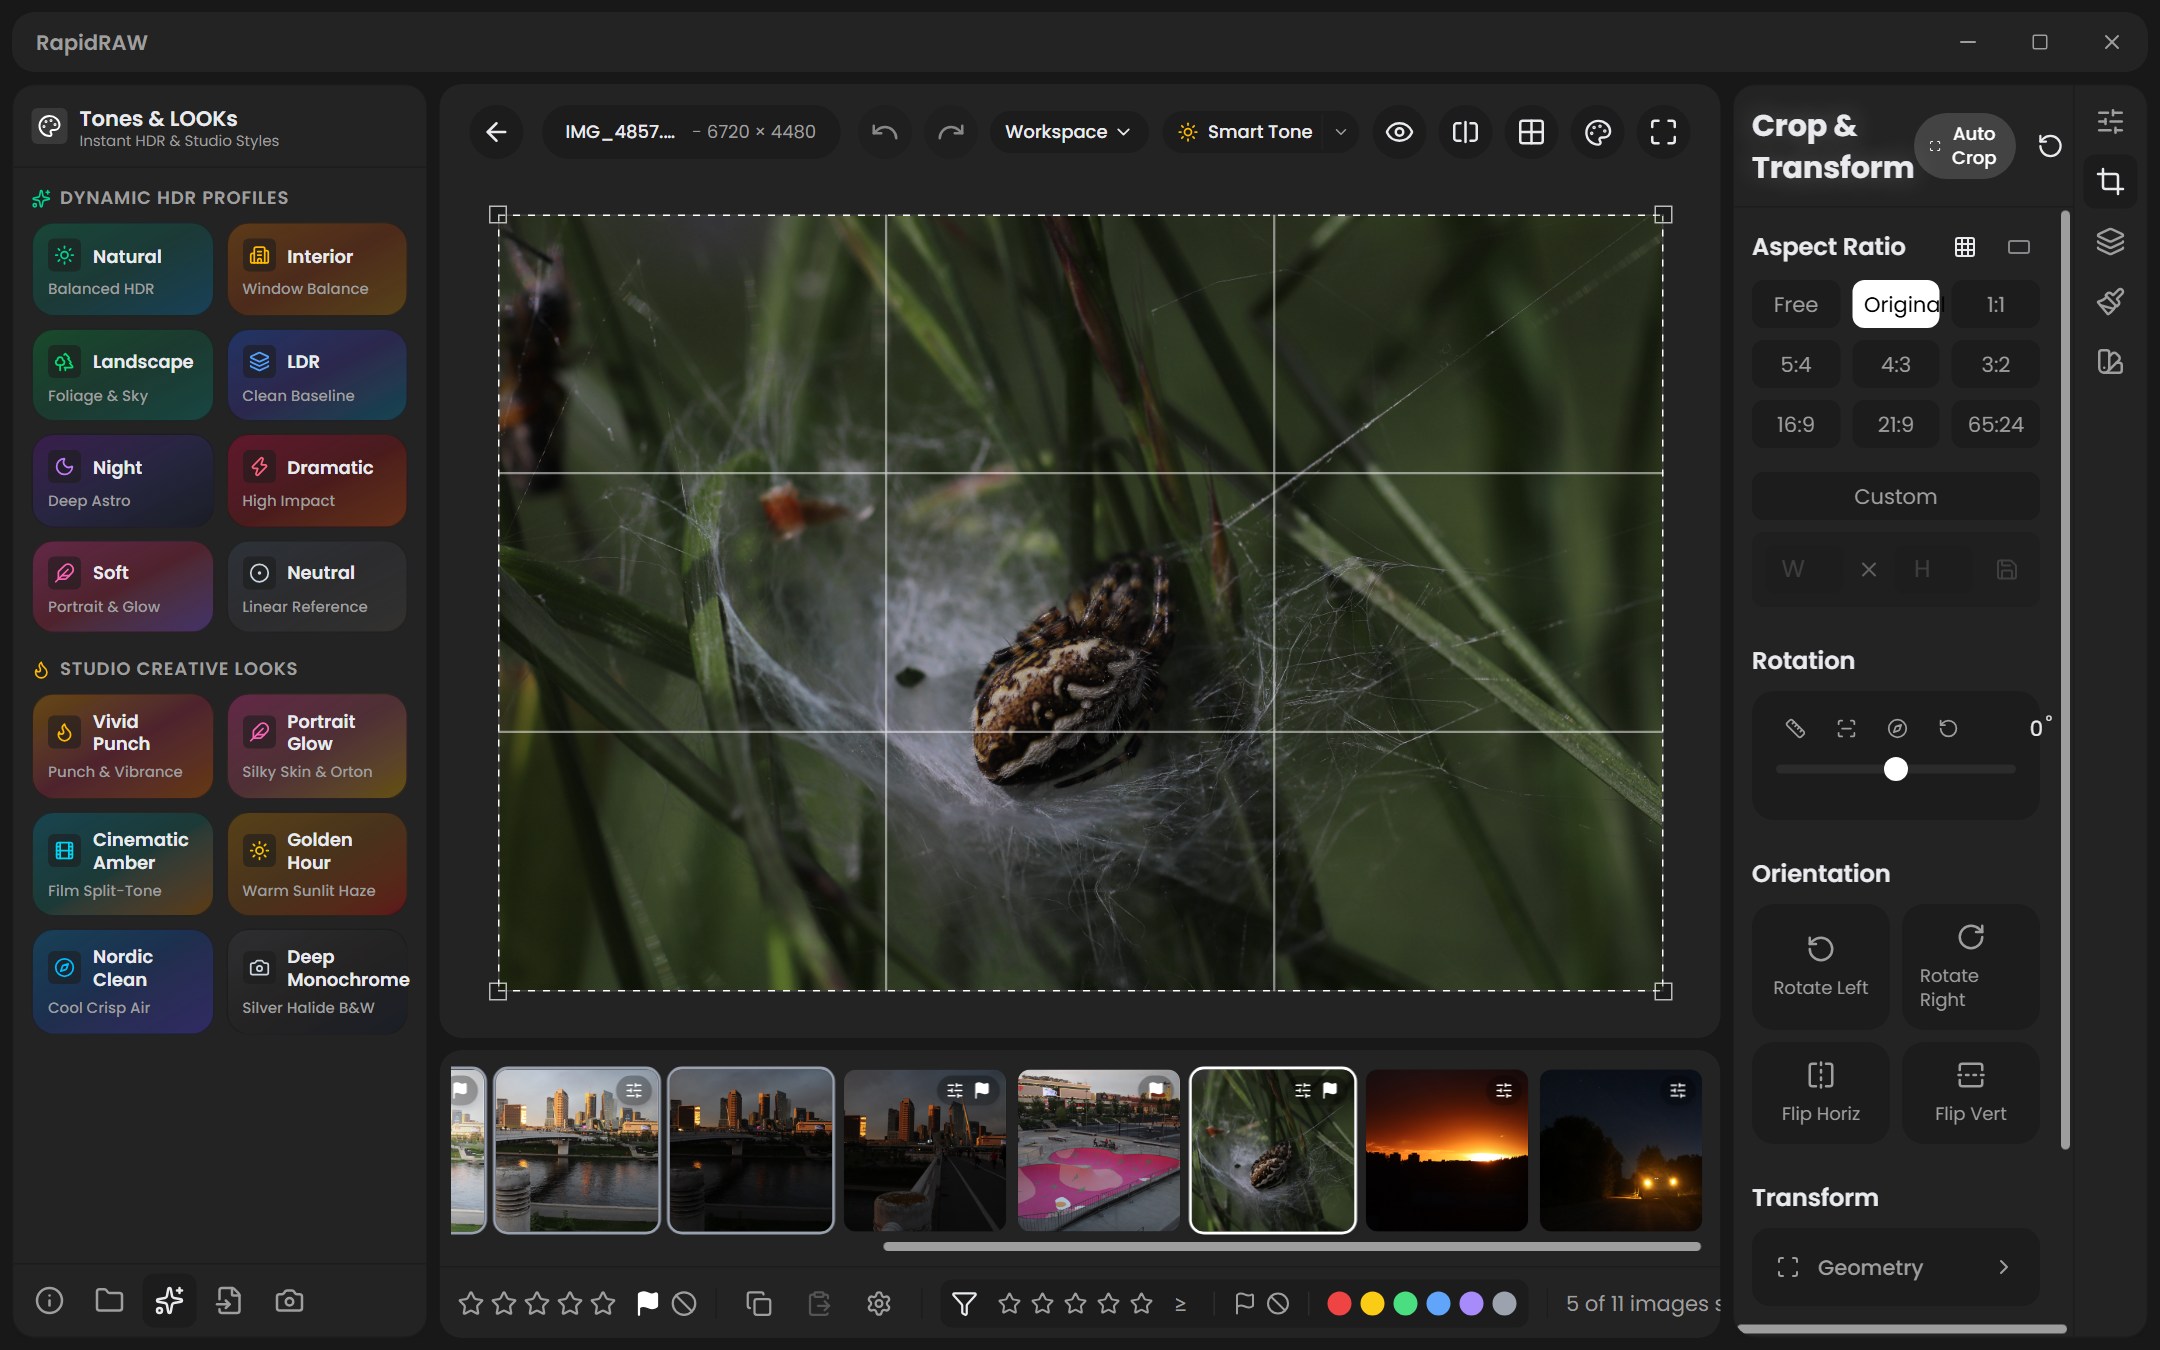 RapidRAW
Tones & LOOKs
Instant HDR & Studio Styles
DYNAMIC HDR PROFILES
Natural
Balanced HDR
Interior
Window Balance
Landscape
Foliage & Sky
LDR
Clean Baseline
Night
Deep Astro
Dramatic
High Impact
Soft
Portrait & Glow
Neutral
Linear Reference
STUDIO CREATIVE LOOKS
Vivid
Punch
Punch & Vibrance
Portrait
Glow
Silky Skin & Orton
Cinematic
Amber
Film Split-Tone
Golden
Hour
Warm Sunlit Haze
Nordic
Clean
Cool Crisp Air
Deep
Monochrome
Silver Halide B&W
IMG_4857.... - 6720 × 4480
Workspace
Smart Tone
≥
5 of 11 images s
Crop &
Transform
Auto
Crop
Aspect Ratio
Free Original 1:1
5:4 4:3 3:2
16:9 21:9 65:24
Custom
W × H
Rotation
0°
Orientation
Rotate Left
Rotate
Right
Flip Horiz
Flip Vert
Transform
Geometry